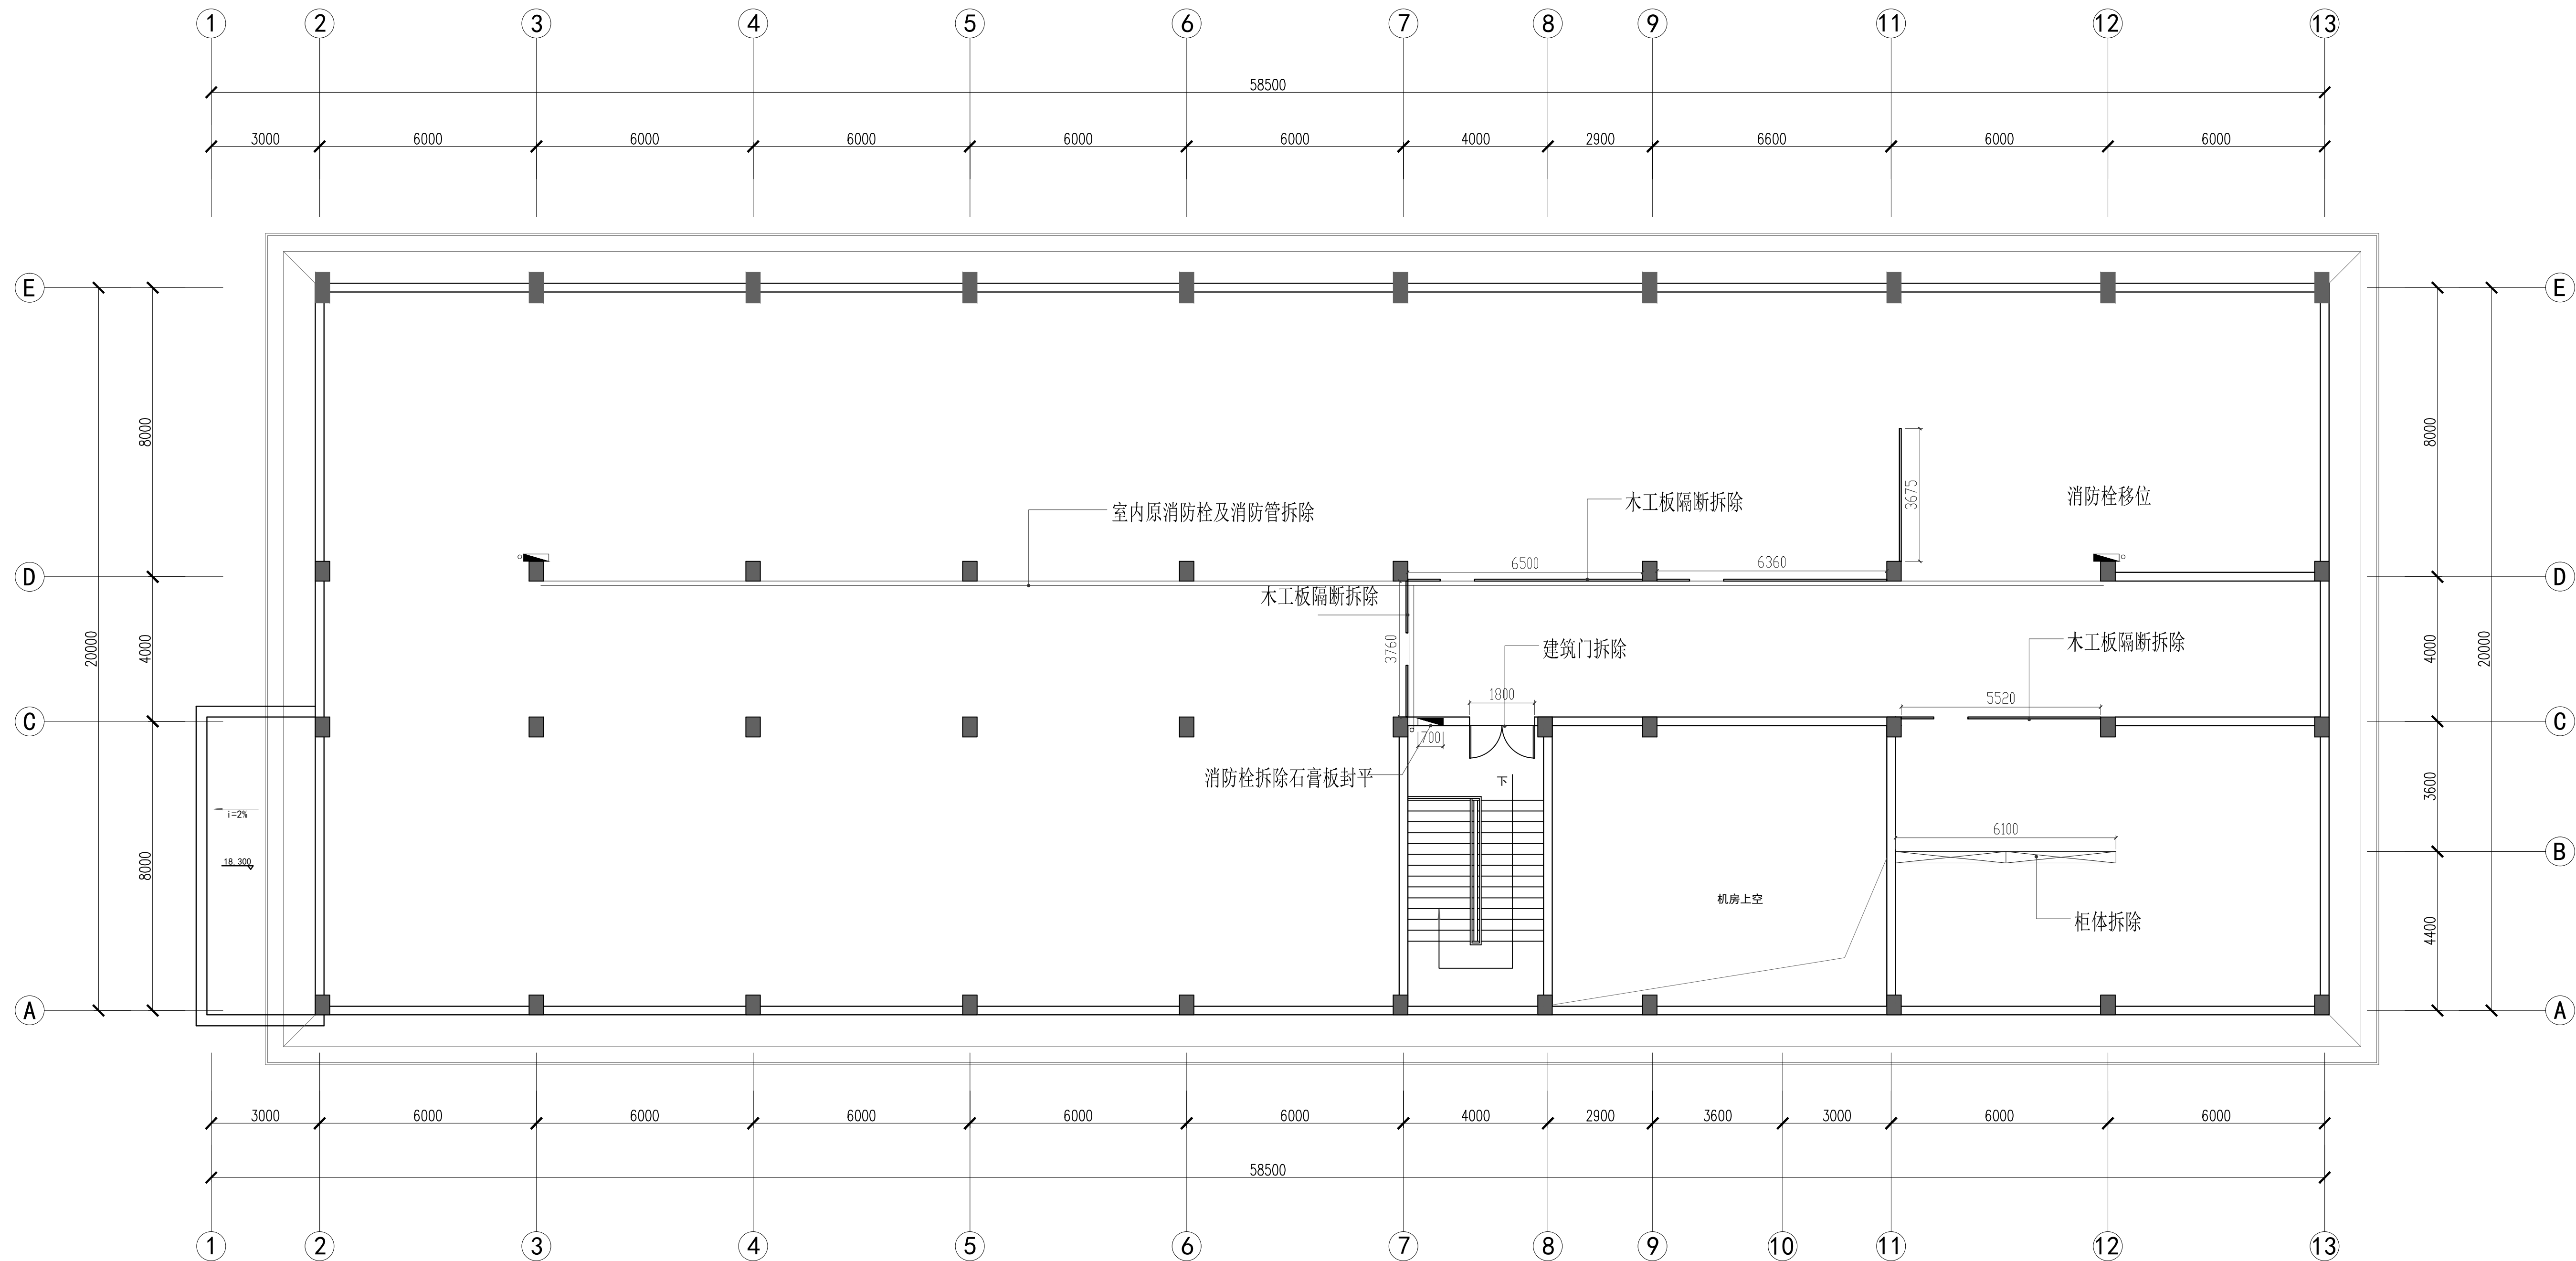 1 2 3 4 5 6 7 8 9 11 12 13
58500
3000 6000 6000 6000 6000 6000 4000 2900 6600 6000 6000
E E
8000 8000
3675
消防栓移位
木工板隔断拆除
室内原消防栓及消防管拆除
6500 6360
D D
木工板隔断拆除
20000 4000 3760 建筑门拆除 木工板隔断拆除 4000 20000
1800 5520
C C
700
消防栓拆除石膏板封平
下
3600
i=2%
6100
18.300
8000
B
机房上空
柜体拆除
4400
A A
3000 6000 6000 6000 6000 6000 4000 2900 3600 3000 6000 6000
58500
1 2 3 4 5 6 7 8 9 10 11 12 13